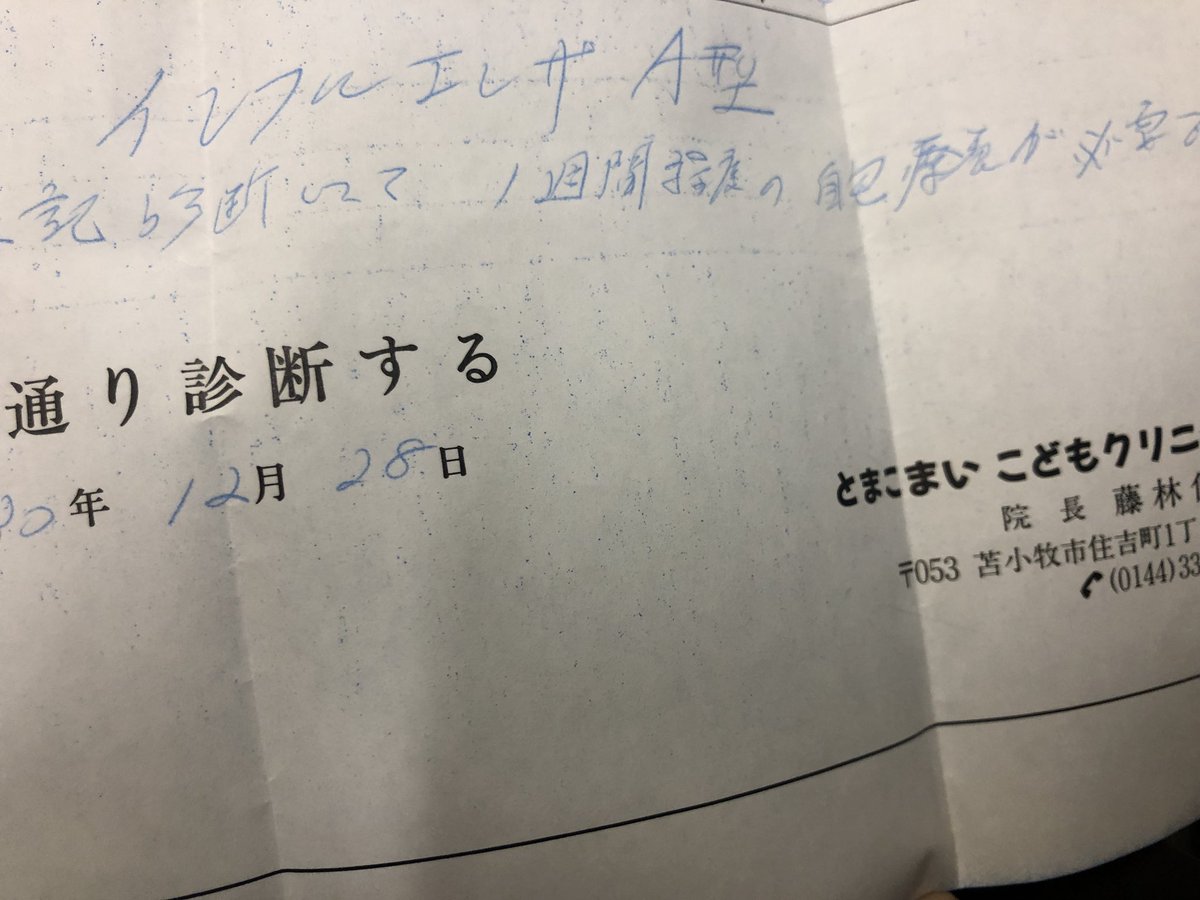 インフルエンザ A型
記診断にて 1週間程度の自宅療養が必要で
通り診断する
30年 12月 28日
とまこまい こどもクリニ
院長 藤林
〒053 苫小牧市住吉町1丁
(0144)33